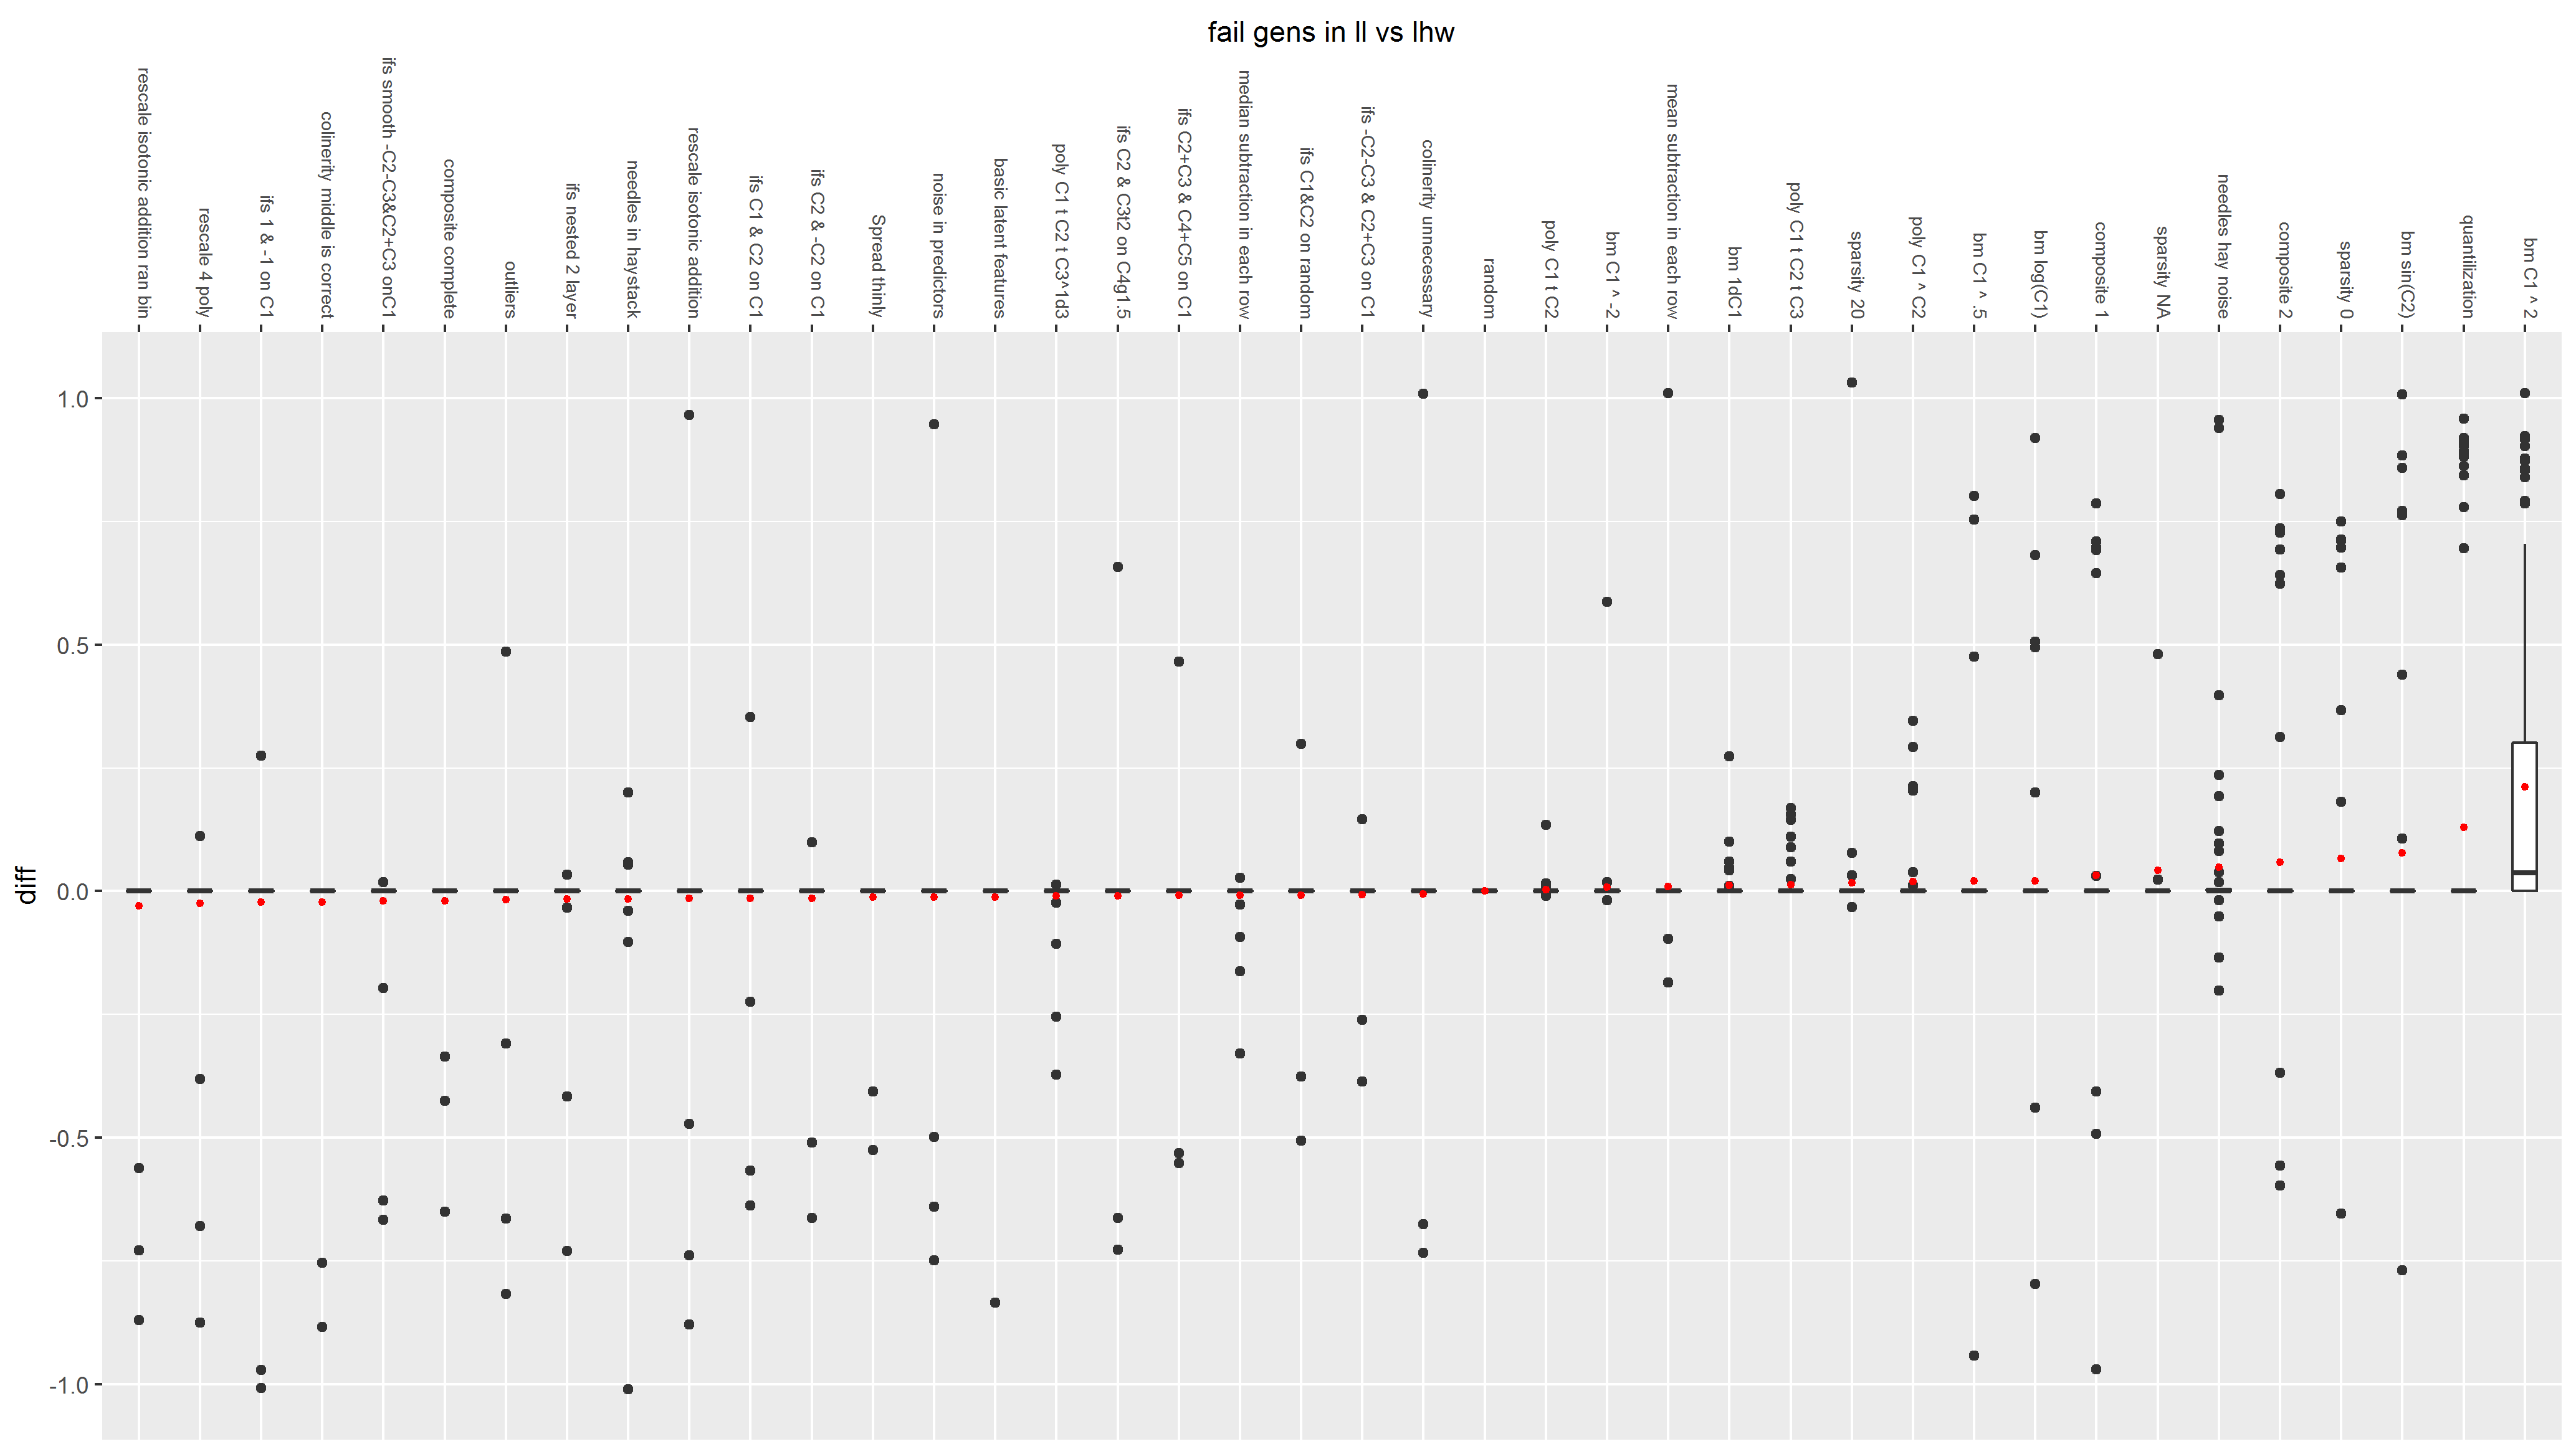 fail gens in ll vs lhw
rescale isotonic addition ran bin
rescale 4 poly
ifs 1 & -1 on C1
colinerity middle is correct
ifs smooth -C2-C3&C2+C3 onC1
composite complete
outliers
ifs nested 2 layer
needles in haystack
rescale isotonic addition
ifs C1 & C2 on C1
ifs C2 & -C2 on C1
Spread thinly
noise in predictors
basic latent features
poly C1 t C2 t C3^1d3
ifs C2 & C3t2 on C4g1.5
ifs C2+C3 & C4+C5 on C1
median subtraction in each row
ifs C1&C2 on random
ifs -C2-C3 & C2+C3 on C1
colinerity unnecessary
random
poly C1 t C2
bm C1 ^ -2
mean subtraction in each row
bm 1dC1
poly C1 t C2 t C3
sparsity 20
poly C1 ^ C2
bm C1 ^ .5
bm log(C1)
composite 1
sparsity NA
needles hay noise
composite 2
sparsity 0
bm sin(C2)
quantilization
bm C1 ^ 2
1.0
0.5
0.0
-0.5
-1.0
diff